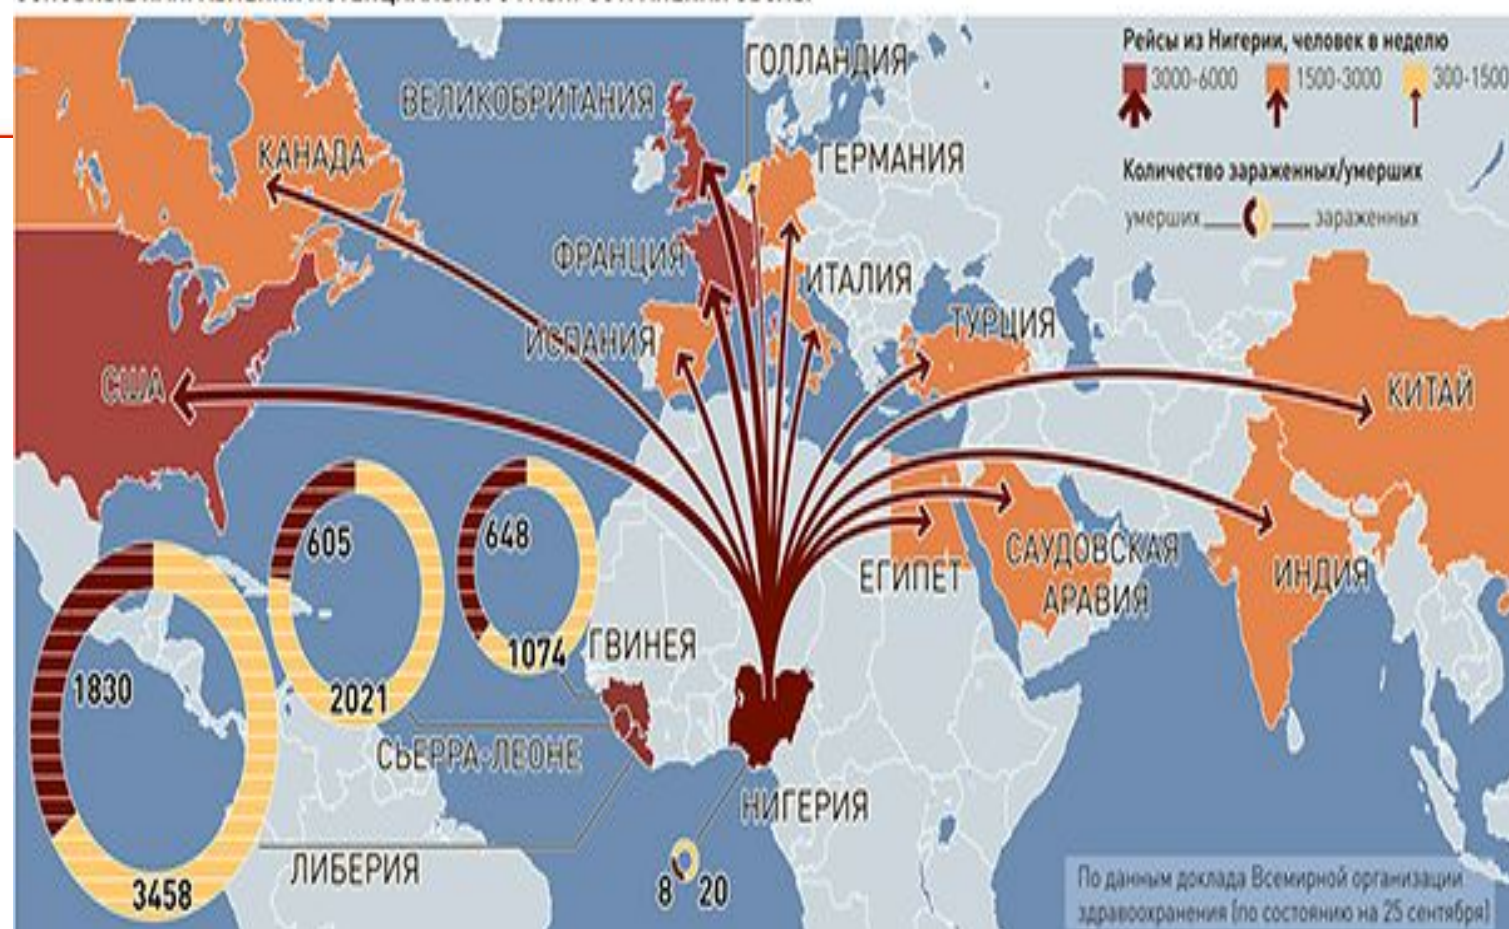 Рейсы из Нигерии, человек в неделю
3000-6000 1500-3000 300-1500
Количество зараженных/умерших
умерших зараженных
ГОЛЛАНДИЯ
ВЕЛИКОБРИТАНИЯ
КАНАДА
ГЕРМАНИЯ
ФРАНЦИЯ
ИТАЛИЯ
ИСПАНИЯ
ТУРЦИЯ
США
КИТАЙ
605
648
САУДОВСКАЯ
АРАВИЯ
ЕГИПЕТ
ИНДИЯ
1074
ГВИНЕЯ
1830
2021
СЬЕРРА-ЛЕОНЕ
НИГЕРИЯ
ЛИБЕРИЯ
3458
8 20
По данным доклада Всемирной организации
здравоохранения (по состоянию на 25 сентября)